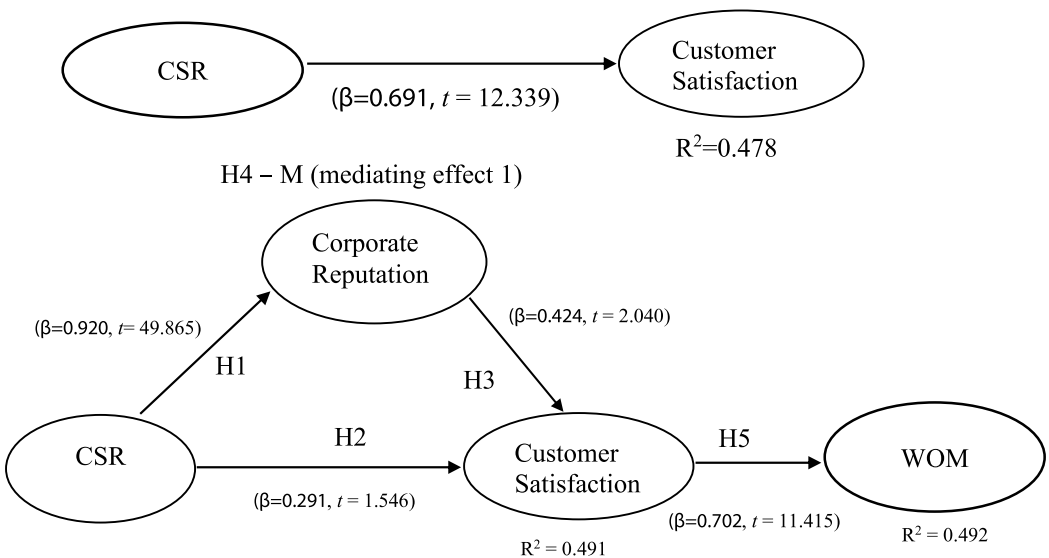 CSR
Customer
Satisfaction
(β=0.691, t = 12.339)
R²=0.478
H4 – M (mediating effect 1)
Corporate
Reputation
(β=0.920, t= 49.865)
(β=0.424, t = 2.040)
H1
H3
CSR
H2
Customer
Satisfaction
H5
WOM
(β=0.291, t = 1.546)
(β=0.702, t = 11.415)
R² = 0.491
R² = 0.492